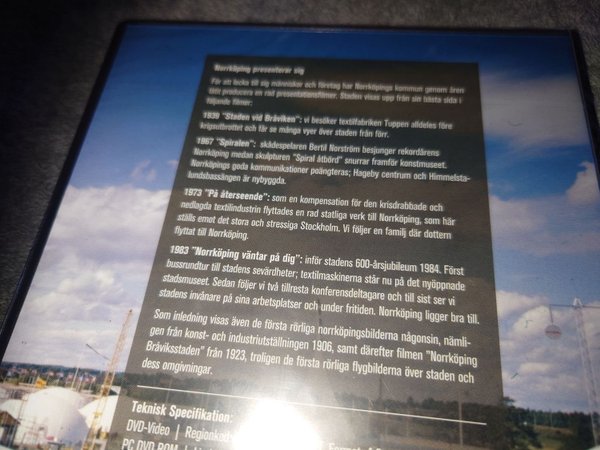 Norrköping presenterar sig
För att locka till sig människor och företag har Norrköpings kommun genom åren
låtit producera en rad presentationsfilmer. Staden visas upp från sin bästa sida i
följande filmer:
1939 "Staden vid Bråviken": vi besöker textilfabriken Tuppen alldeles före
krigsutbrottet och får se många vyer över staden från förr.
1967 "Spiralen": skådespelaren Bertil Norström besjunger rekordårens
Norrköping medan skulpturen "Spiral åtbörd" snurrar framför konstmuseet.
Norrköpings goda kommunikationer poängteras; Hageby centrum och Himmelsta-
lundsbassängen är nybyggda.
1973 "På återseende": som en kompensation för den krisdrabbade och
nedlagda textilindustrin flyttades en rad statliga verk till Norrköping, som här
ställs emot det stora och stressiga Stockholm. Vi följer en familj där dottern
flyttat till Norrköping.
1983 "Norrköping väntar på dig": inför stadens 600-årsjubileum 1984. Först
bussrundtur till stadens sevärdheter; textilmaskinerna står nu på det nyöppnade
stadsmuseet. Sedan följer vi två tillresta konferensdeltagare och till sist ser vi
stadens invånare på sina arbetsplatser och under fritiden. Norrköping ligger bra till.
Som inledning visas även de första rörliga norrköpingsbilderna någonsin, nämli-
gen från konst- och industriutställningen 1906, samt därefter filmen "Norrköping
Bråviksstaden" från 1923, troligen de första rörliga flygbilderna över staden och
dess omgivningar.
Teknisk Specifikation:
DVD-Video | Regionkod:
PC DVD-ROM |